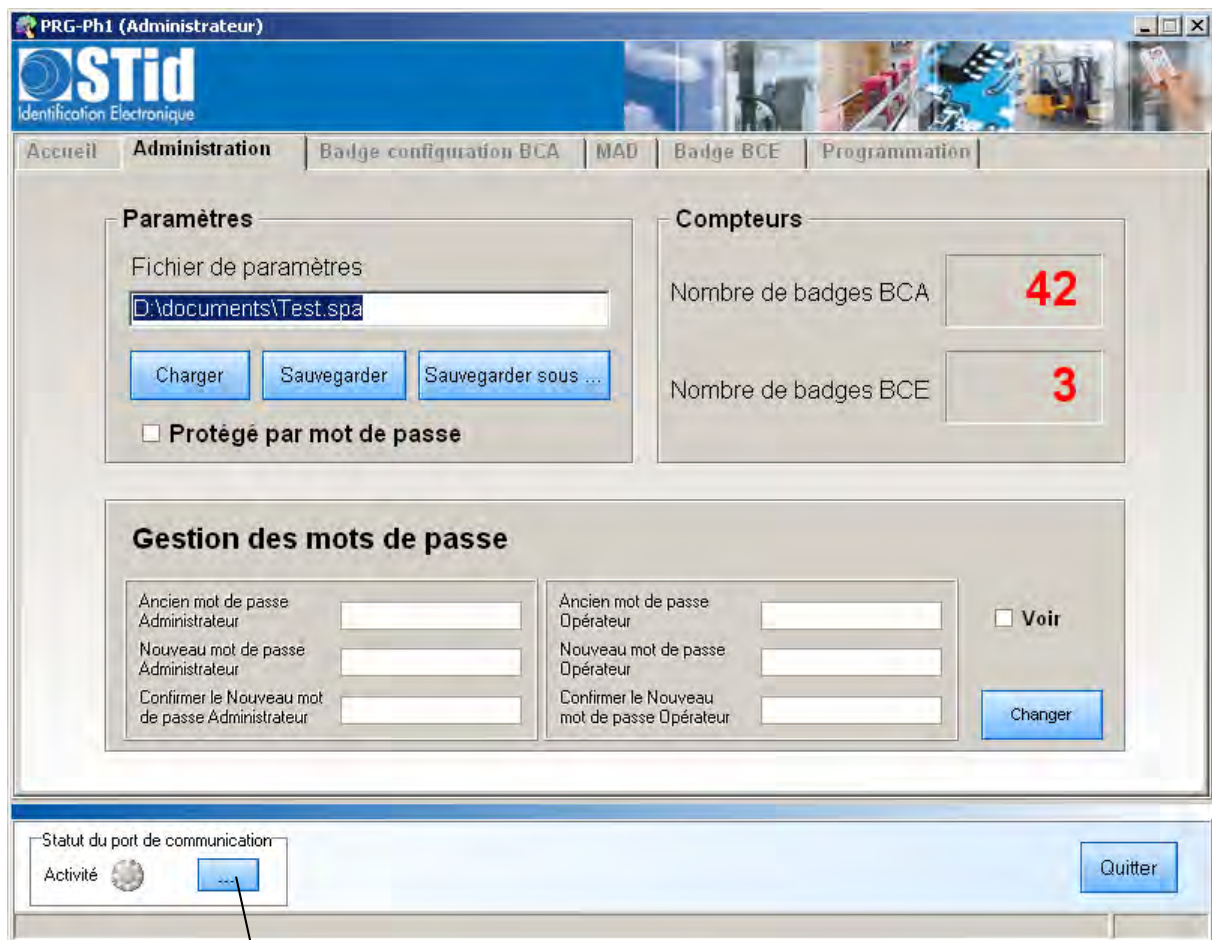 PRG-Ph1 (Administrateur)
STid
Identification Electronique
Accueil Administration Badge configuration BCA MAD Badge BCE Programmation
Paramètres
Fichier de paramètres
D:\documents\Test.spa
Charger Sauvegarder Sauvegarder sous ...
Protégé par mot de passe
Compteurs
Nombre de badges BCA 42
Nombre de badges BCE 3
Gestion des mots de passe
Ancien mot de passe
Administrateur
Nouveau mot de passe
Administrateur
Confirmer le Nouveau mot
de passe Administrateur
Ancien mot de passe
Opérateur
Nouveau mot de passe
Opérateur
Confirmer le Nouveau
mot de passe Opérateur
Voir
Changer
Statut du port de communication
Activité ...
Quitter